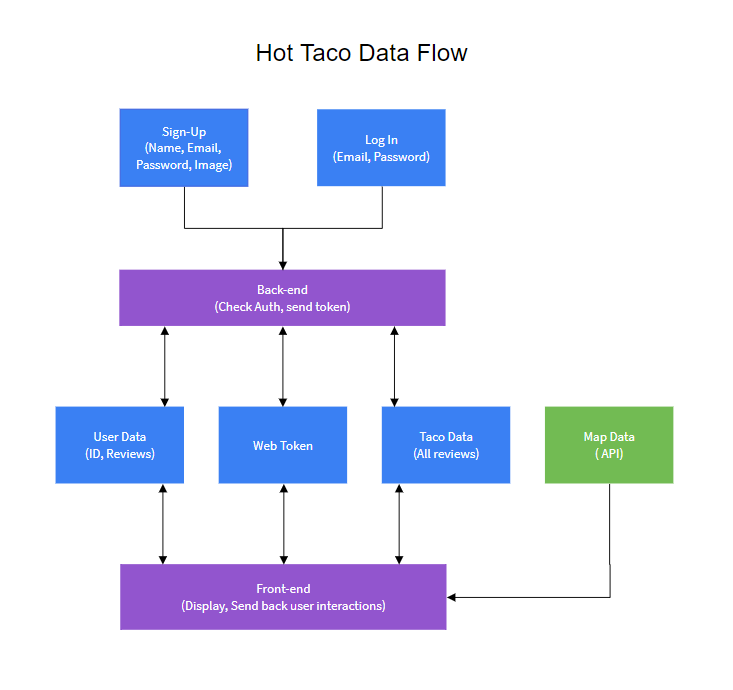 Hot Taco Data Flow
Sign-Up
(Name, Email,
Password, Image)
Log In
(Email, Password)
Back-end
(Check Auth, send token)
User Data
(ID, Reviews)
Web Token
Taco Data
(All reviews)
Map Data
( API)
Front-end
(Display, Send back user interactions)